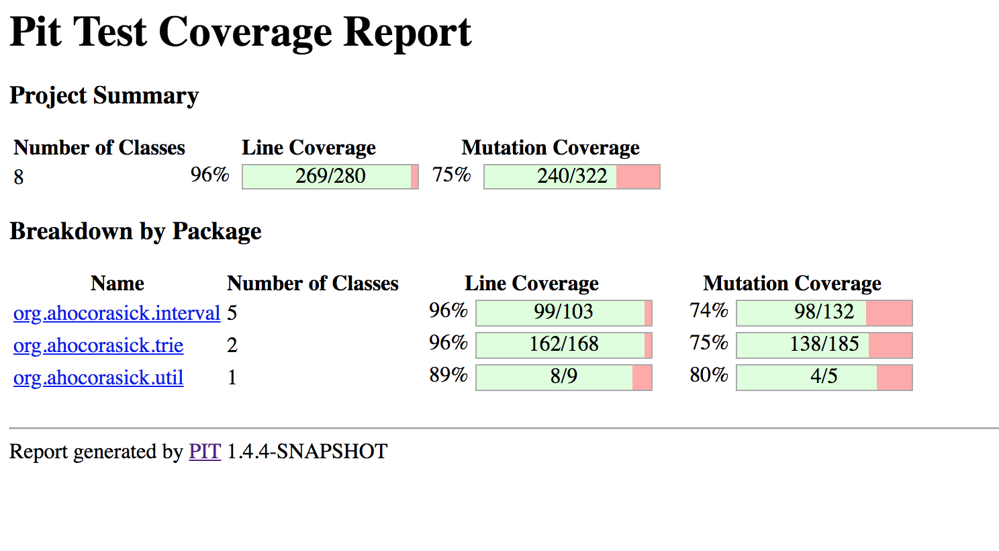 Pit Test Coverage Report
Project Summary
Number of Classes Line Coverage Mutation Coverage
8 96% 269/280 75% 240/322
Breakdown by Package
Name Number of Classes Line Coverage Mutation Coverage
org.ahocorasick.interval 5 96% 99/103 74% 98/132
org.ahocorasick.trie 2 96% 162/168 75% 138/185
org.ahocorasick.util 1 89% 8/9 80% 4/5
Report generated by PIT 1.4.4-SNAPSHOT